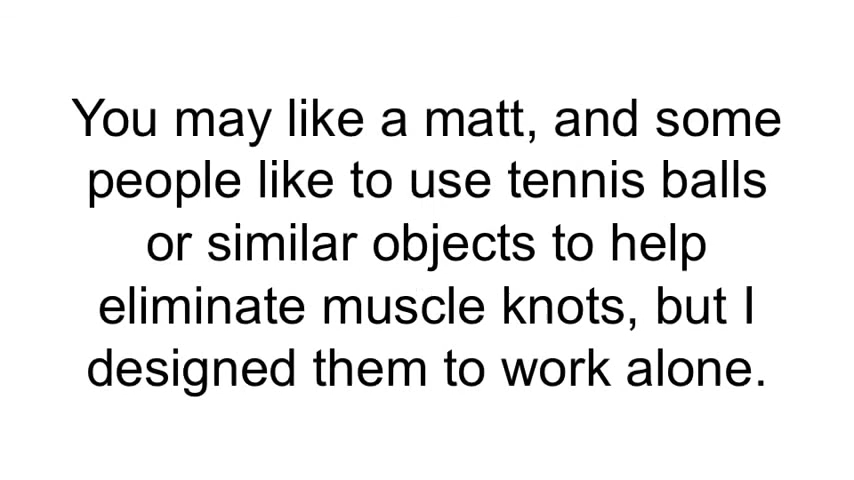 You may like a matt, and some
people like to use tennis balls
or similar objects to help
eliminate muscle knots, but I
designed them to work alone.